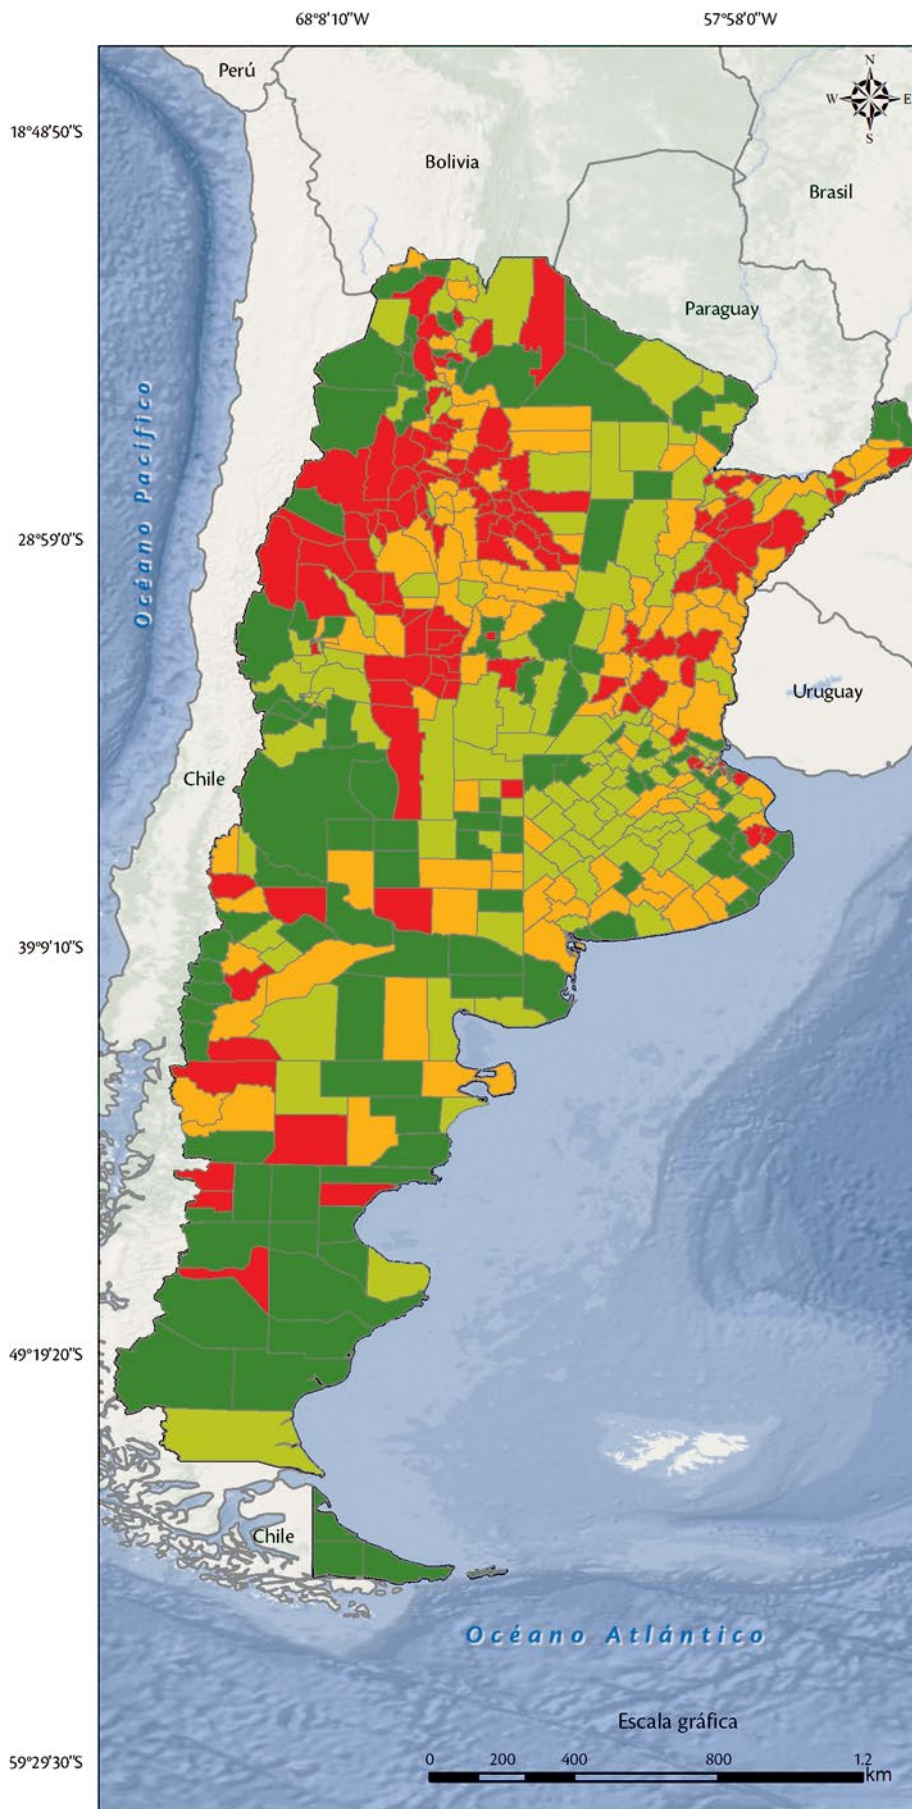 68°8'10"W 57°58'0"W
Perú
N
W E
S
18°48'50"S
Bolivia
Brasil
Paraguay
Océano Pacífico
28°59'0"S
Uruguay
Chile
39°9'10"S
49°19'20"S
Chile
Océano Atlántico
Escala gráfica
59°29'30"S
0 200 400 800 1.2
km